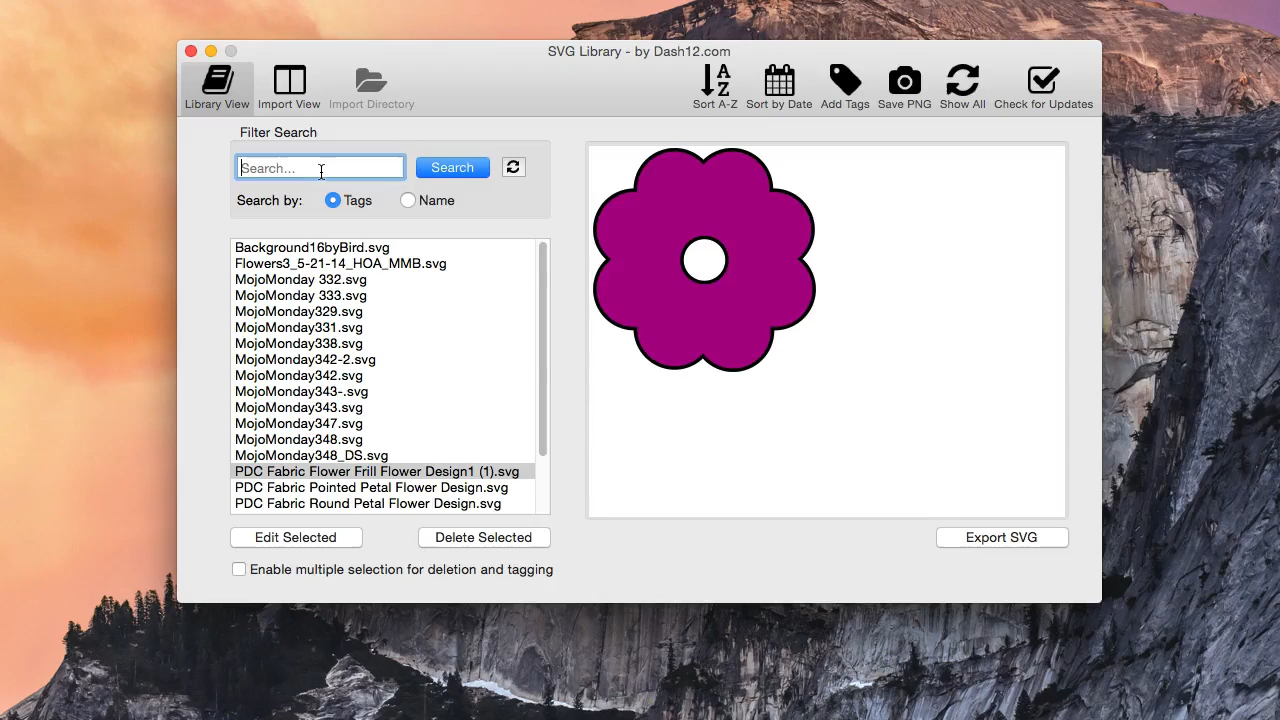 SVG Library - by Dash12.com
Library View
Import View
Import Directory
A
Z
Sort A-Z
Sort by Date
Add Tags
Save PNG
Show All
Check for Updates
Filter Search
Search...
Search
Search by:
Tags
Name
Background16byBird.svg
Flowers3_5-21-14_HOA_MMB.svg
MojoMonday 332.svg
MojoMonday 333.svg
MojoMonday329.svg
MojoMonday331.svg
MojoMonday338.svg
MojoMonday342-2.svg
MojoMonday342.svg
MojoMonday343-.svg
MojoMonday343.svg
MojoMonday347.svg
MojoMonday348.svg
MojoMonday348_DS.svg
PDC Fabric Flower Frill Flower Design1 (1).svg
PDC Fabric Pointed Petal Flower Design.svg
PDC Fabric Round Petal Flower Design.svg
Edit Selected
Delete Selected
Export SVG
Enable multiple selection for deletion and tagging